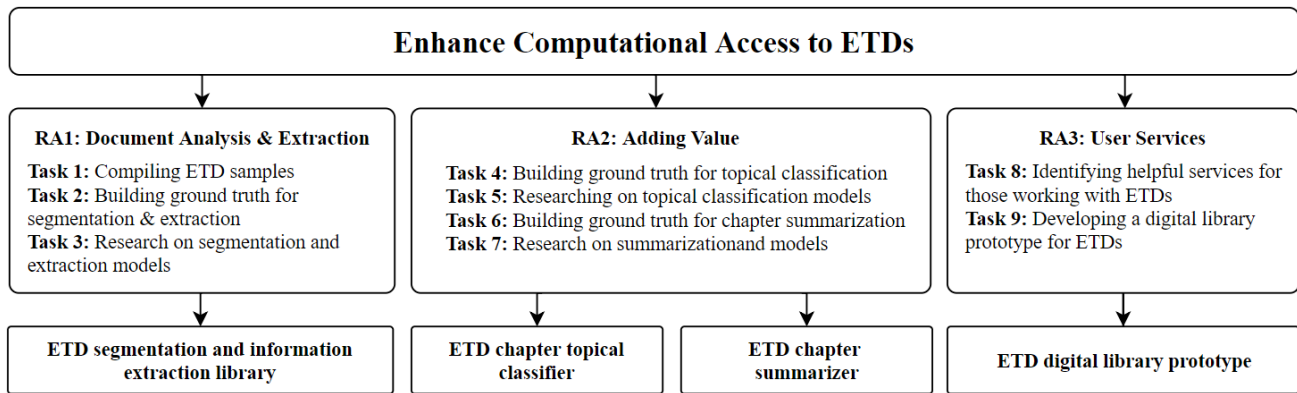 Enhance Computational Access to ETDs
RA1: Document Analysis & Extraction
Task 1: Compiling ETD samples
Task 2: Building ground truth for
segmentation & extraction
Task 3: Research on segmentation and
extraction models
RA2: Adding Value
Task 4: Building ground truth for topical classification
Task 5: Researching on topical classification models
Task 6: Building ground truth for chapter summarization
Task 7: Research on summarizationand models
RA3: User Services
Task 8: Identifying helpful services for
those working with ETDs
Task 9: Developing a digital library
prototype for ETDs
ETD segmentation and information
extraction library
ETD chapter topical
classifier
ETD chapter
summarizer
ETD digital library prototype